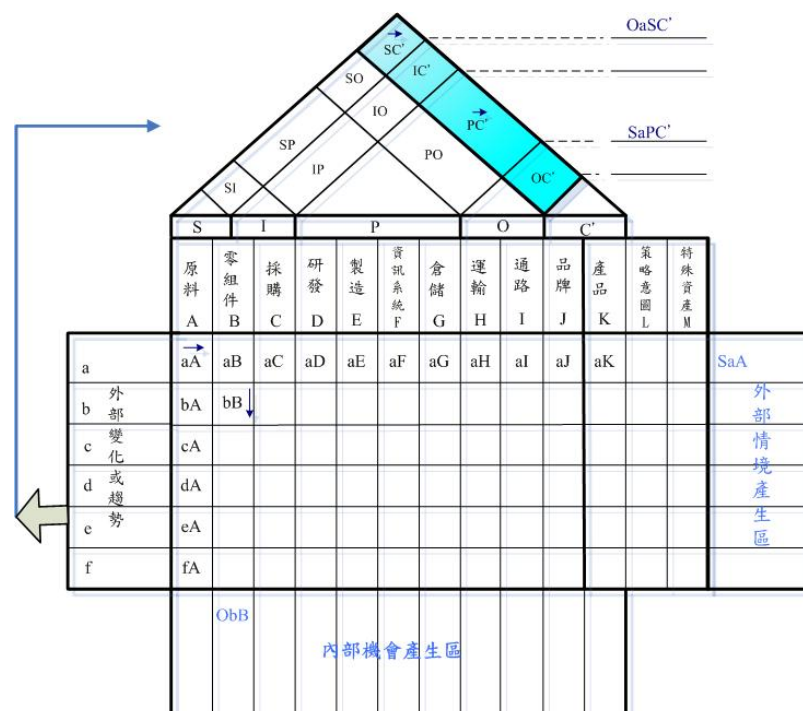 OaSC’
SC’
SO
IC’
IO
SP
PC’
SaPC’
IP
PO
SI
OC’
S
I
P
O
C’
原料 A
零組件 B
採購 C
研發 D
製造 E
資訊系統 F
倉儲 G
運輸 H
通路 I
品牌 J
產品 K
策略意圖 L
特殊資產 M
a
aA
aB
aC
aD
aE
aF
aG
aH
aI
aJ
aK
SaA
外部變化或趨勢
b
bA
bB
外部情境產生區
c
cA
d
dA
e
eA
f
fA
ObB
內部機會產生區